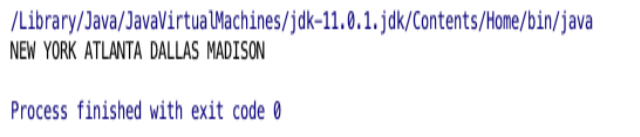 /Library/Java/JavaVirtualMachines/jdk-11.0.1.jdk/Contents/Home/bin/java
NEW YORK ATLANTA DALLAS MADISON
Process finished with exit code 0